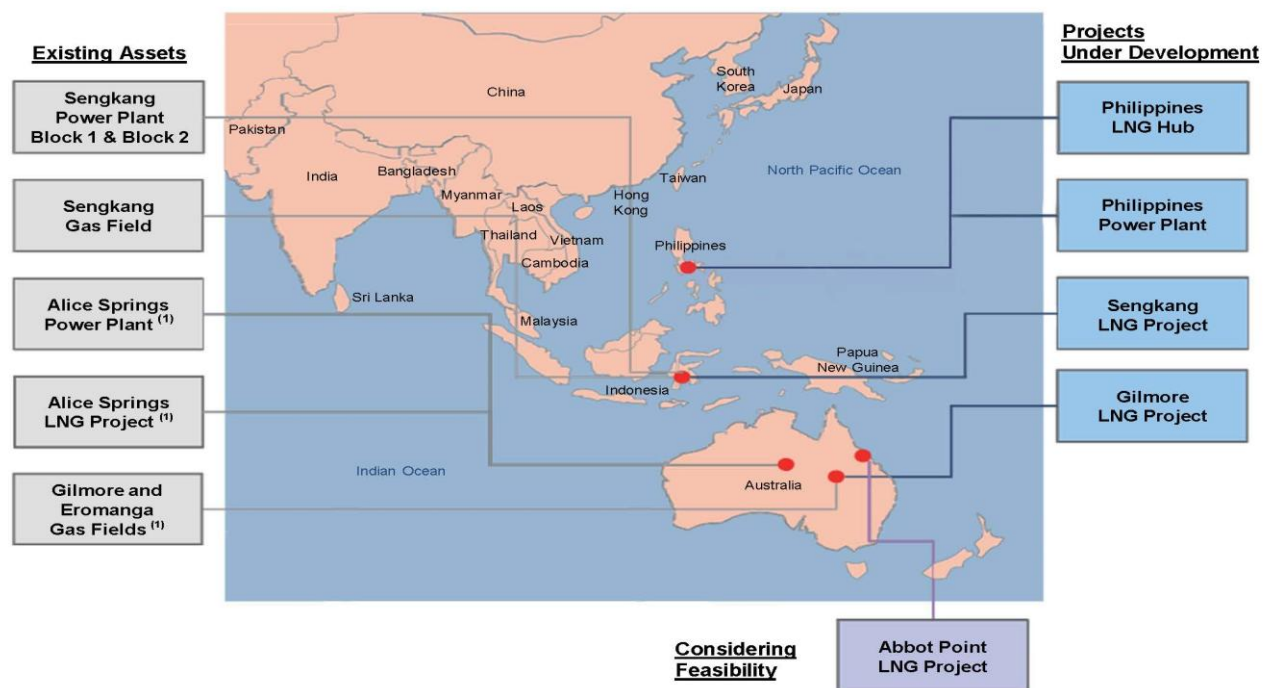 Existing Assets
Sengkang
Power Plant
Block 1 & Block 2
Sengkang
Gas Field
Alice Springs
Power Plant (1)
Alice Springs
LNG Project (1)
Gilmore and
Eromanga
Gas Fields (1)
China
South
Korea
Japan
Pakistan
India
Bangladesh
Myanmar
Laos
Thailand
Vietnam
Cambodia
Hong
Kong
Taiwan
North Pacific Ocean
Philippines
Sri Lanka
Malaysia
Indonesia
Papua
New Guinea
Indian Ocean
Australia
Projects
Under Development
Philippines
LNG Hub
Philippines
Power Plant
Sengkang
LNG Project
Gilmore
LNG Project
Considering
Feasibility
Abbot Point
LNG Project